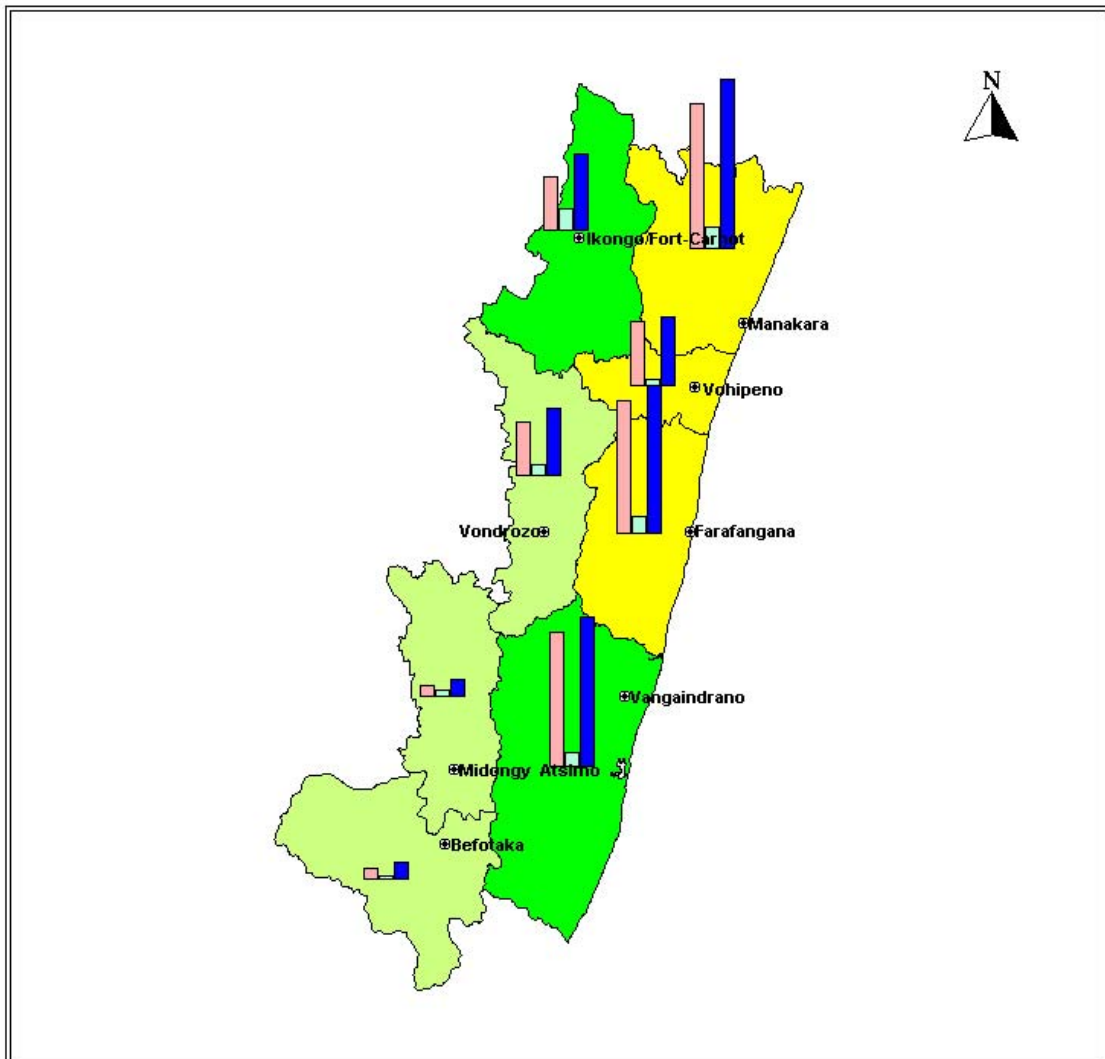 N
Ikongo/Fort-Carnot
Manakara
Vohipeno
Vondrozo
Farafangana
Vangaindrano
Midongy Atsimo
Befotaka